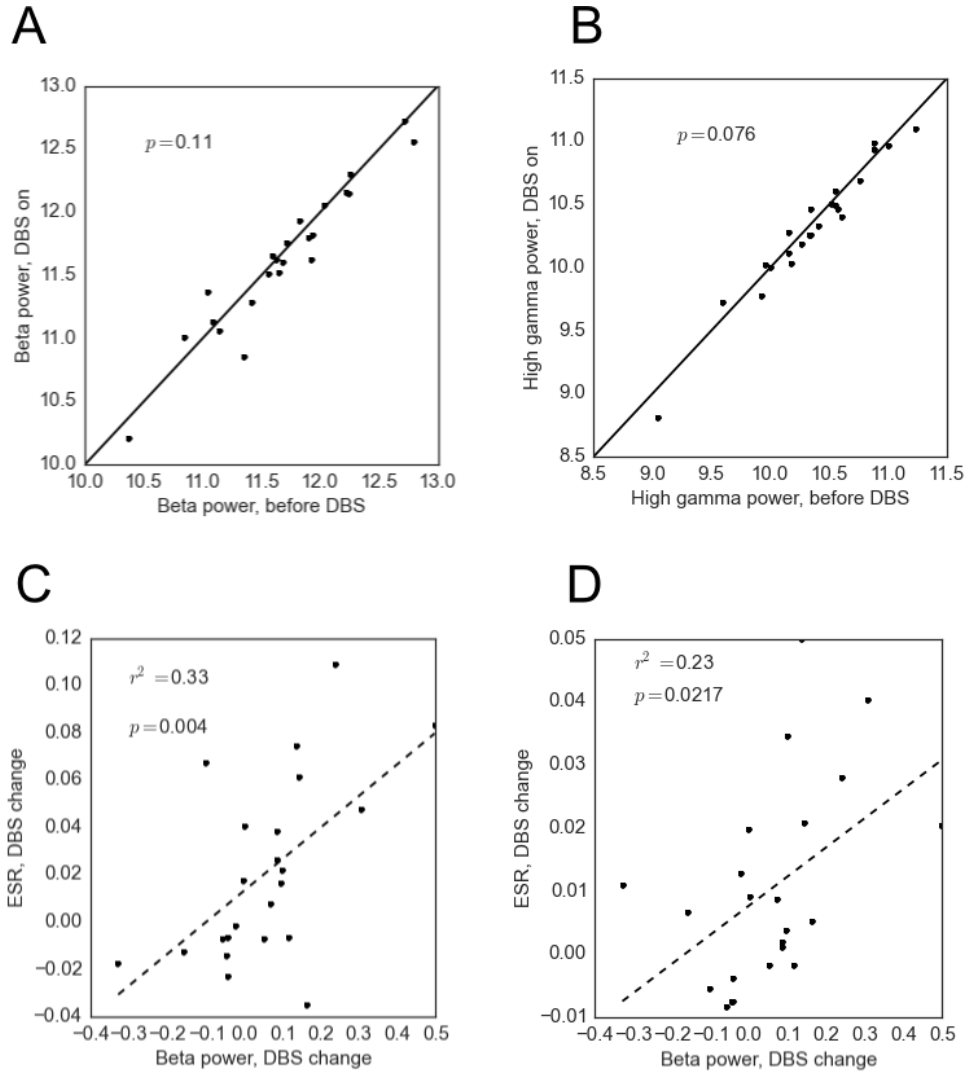 A
B
13.0
12.5
12.0
11.5
11.0
10.5
10.0
Beta power, DBS on
p=0.11
10.0 10.5 11.0 11.5 12.0 12.5 13.0
Beta power, before DBS
11.5
11.0
10.5
10.0
9.5
9.0
8.5
High gamma power, DBS on
p=0.076
8.5 9.0 9.5 10.0 10.5 11.0 11.5
High gamma power, before DBS
C
D
0.12
0.10
0.08
0.06
0.04
0.02
0.00
−0.02
−0.04
ESR, DBS change
r² =0.33
p=0.004
−0.4 −0.3 −0.2 −0.1 0.0 0.1 0.2 0.3 0.4 0.5
Beta power, DBS change
0.05
0.04
0.03
0.02
0.01
0.00
−0.01
ESR, DBS change
r² =0.23
p=0.0217
−0.4 −0.3 −0.2 −0.1 0.0 0.1 0.2 0.3 0.4 0.5
Beta power, DBS change